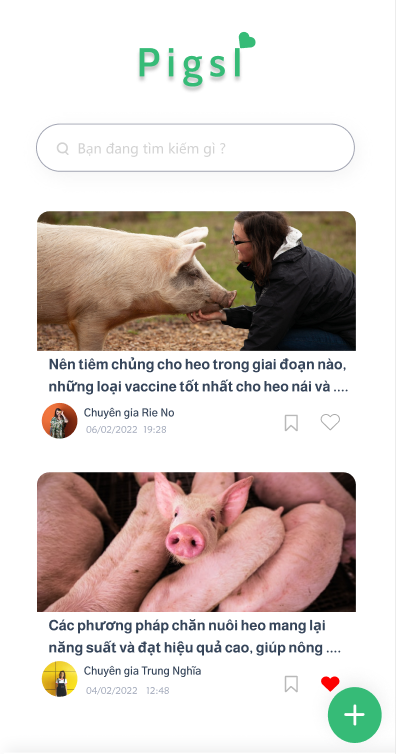 Pigsl
Bạn đang tìm kiếm gì ?
Nên tiêm chủng cho heo trong giai đoạn nào,
những loại vaccine tốt nhất cho heo nái và ....
Chuyên gia Rie No
06/02/2022 19:28
Các phương pháp chăn nuôi heo mang lại
năng suất và đạt hiệu quả cao, giúp nông ....
Chuyên gia Trung Nghĩa
04/02/2022 12:48